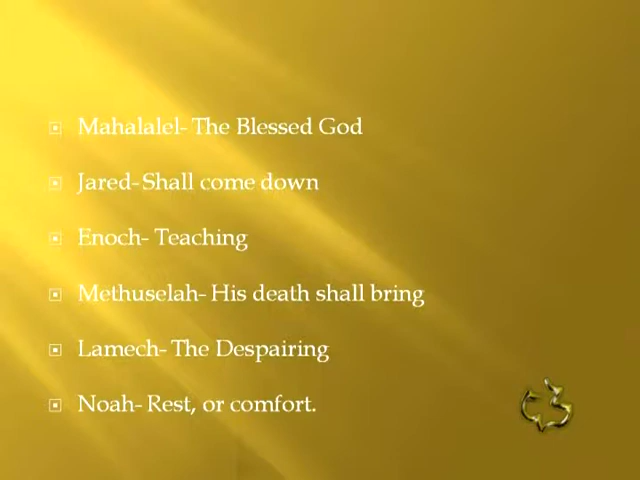 Mahalalel- The Blessed God
Jared- Shall come down
Enoch- Teaching
Methuselah- His death shall bring
Lamech- The Despairing
Noah- Rest, or comfort.